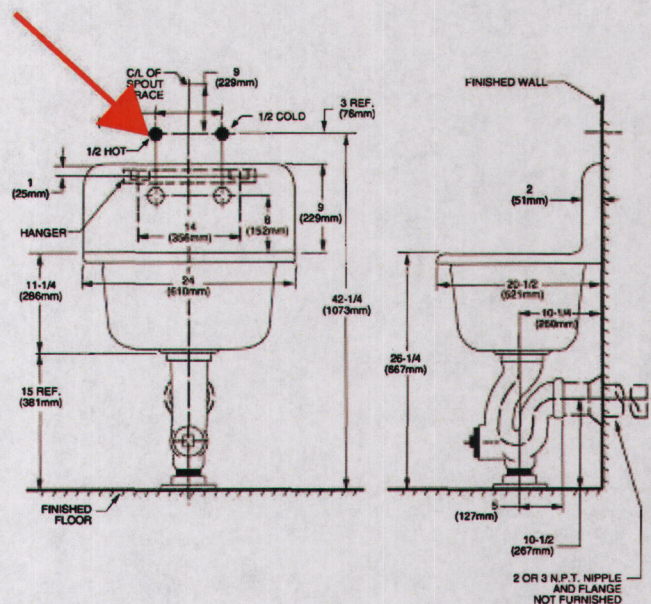 C/L OF
SPOUT
BRACE
9
(229mm)
1/2 COLD
3 REF.
(76mm)
1/2 HOT
1
(25mm)
HANGER
14
(356mm)
6
(152mm)
9
(229mm)
11-1/4
(286mm)
24
(610mm)
42-1/4
(1073mm)
15 REF.
(381mm)
FINISHED
FLOOR
FINISHED WALL
2
(51mm)
20-1/2
(521mm)
10-1/4
(260mm)
26-1/4
(667mm)
5
(127mm)
10-1/2
(267mm)
2 OR 3 N.P.T. NIPPLE
AND FLANGE
NOT FURNISHED